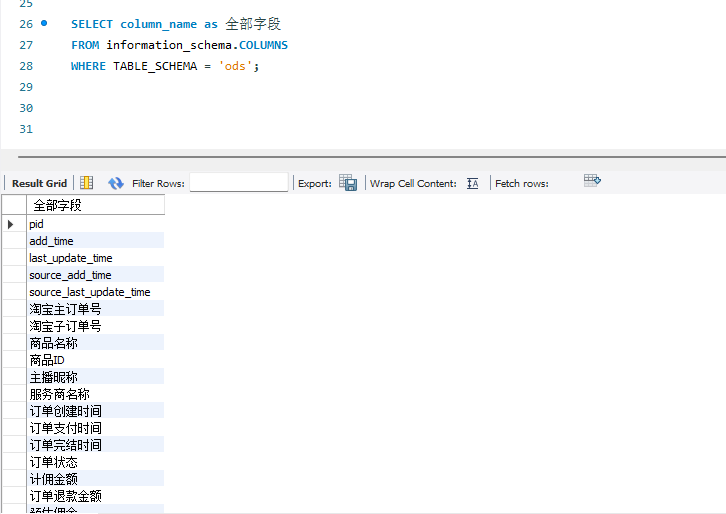 25
26 SELECT column_name as 全部字段
27 FROM information_schema.COLUMNS
28 WHERE TABLE_SCHEMA = 'ods';
29
30
31
Result Grid Filter Rows: Export: Wrap Cell Content: Fetch rows:
全部字段
pid
add_time
last_update_time
source_add_time
source_last_update_time
淘宝主订单号
淘宝子订单号
商品名称
商品ID
主播昵称
服务商名称
订单创建时间
订单支付时间
订单完结时间
订单状态
计佣金额
订单退款金额
预估佣金